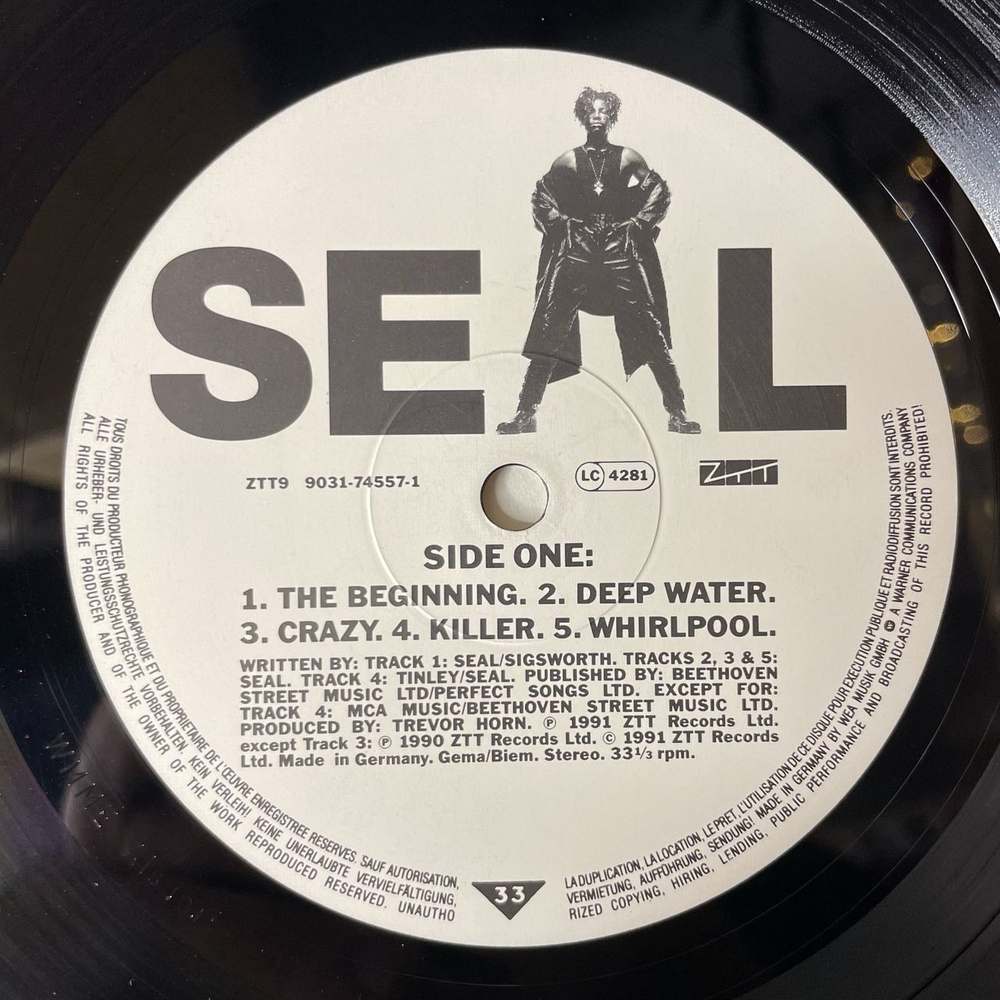 SEAL
ZTT9 9031-74557-1
LC 4281
ZTT
SIDE ONE:
1. THE BEGINNING. 2. DEEP WATER.
3. CRAZY. 4. KILLER. 5. WHIRLPOOL.
WRITTEN BY: TRACK 1: SEAL/SIGSWORTH. TRACKS 2, 3 & 5:
SEAL. TRACK 4: TINLEY/SEAL. PUBLISHED BY: BEETHOVEN
STREET MUSIC LTD/PERFECT SONGS LTD. EXCEPT FOR:
TRACK 4: MCA MUSIC/BEETHOVEN STREET MUSIC LTD.
PRODUCED BY: TREVOR HORN. ℗ 1991 ZTT Records Ltd.
except Track 3: ℗ 1990 ZTT Records Ltd. © 1991 ZTT Records
Ltd. Made in Germany. Gema/Biem. Stereo. 33⅓ rpm.
TOUS DROITS DU PRODUCTEUR PHONOGRAPHIQUE ET DU PROPRIETAIRE DE L'ŒUVRE ENREGISTREE RESERVES. SAUF AUTORISATION,
ALLE URHEBER- UND LEISTUNGSSCHUTZRECHTE VORBEHALTEN. KEIN VERLEIH! KEINE UNERLAUBTE VERVIELFÄLTIGUNG,
ALL RIGHTS OF THE PRODUCER AND OF THE OWNER OF THE WORK REPRODUCED RESERVED. UNAUTHO
33
LA DUPLICATION, LA LOCATION, LE PRET, L'UTILISATION DE CE DISQUE POUR EXECUTION PUBLIQUE ET RADIODIFFUSION SONT INTERDITS.
VERMIETUNG, AUFFÜHRUNG, SENDUNG! MADE IN GERMANY BY WEA MUSIK GMBH A WARNER COMMUNICATIONS COMPANY
RIZED COPYING, HIRING, LENDING, PUBLIC PERFORMANCE AND BROADCASTING OF THIS RECORD PROHIBITED!